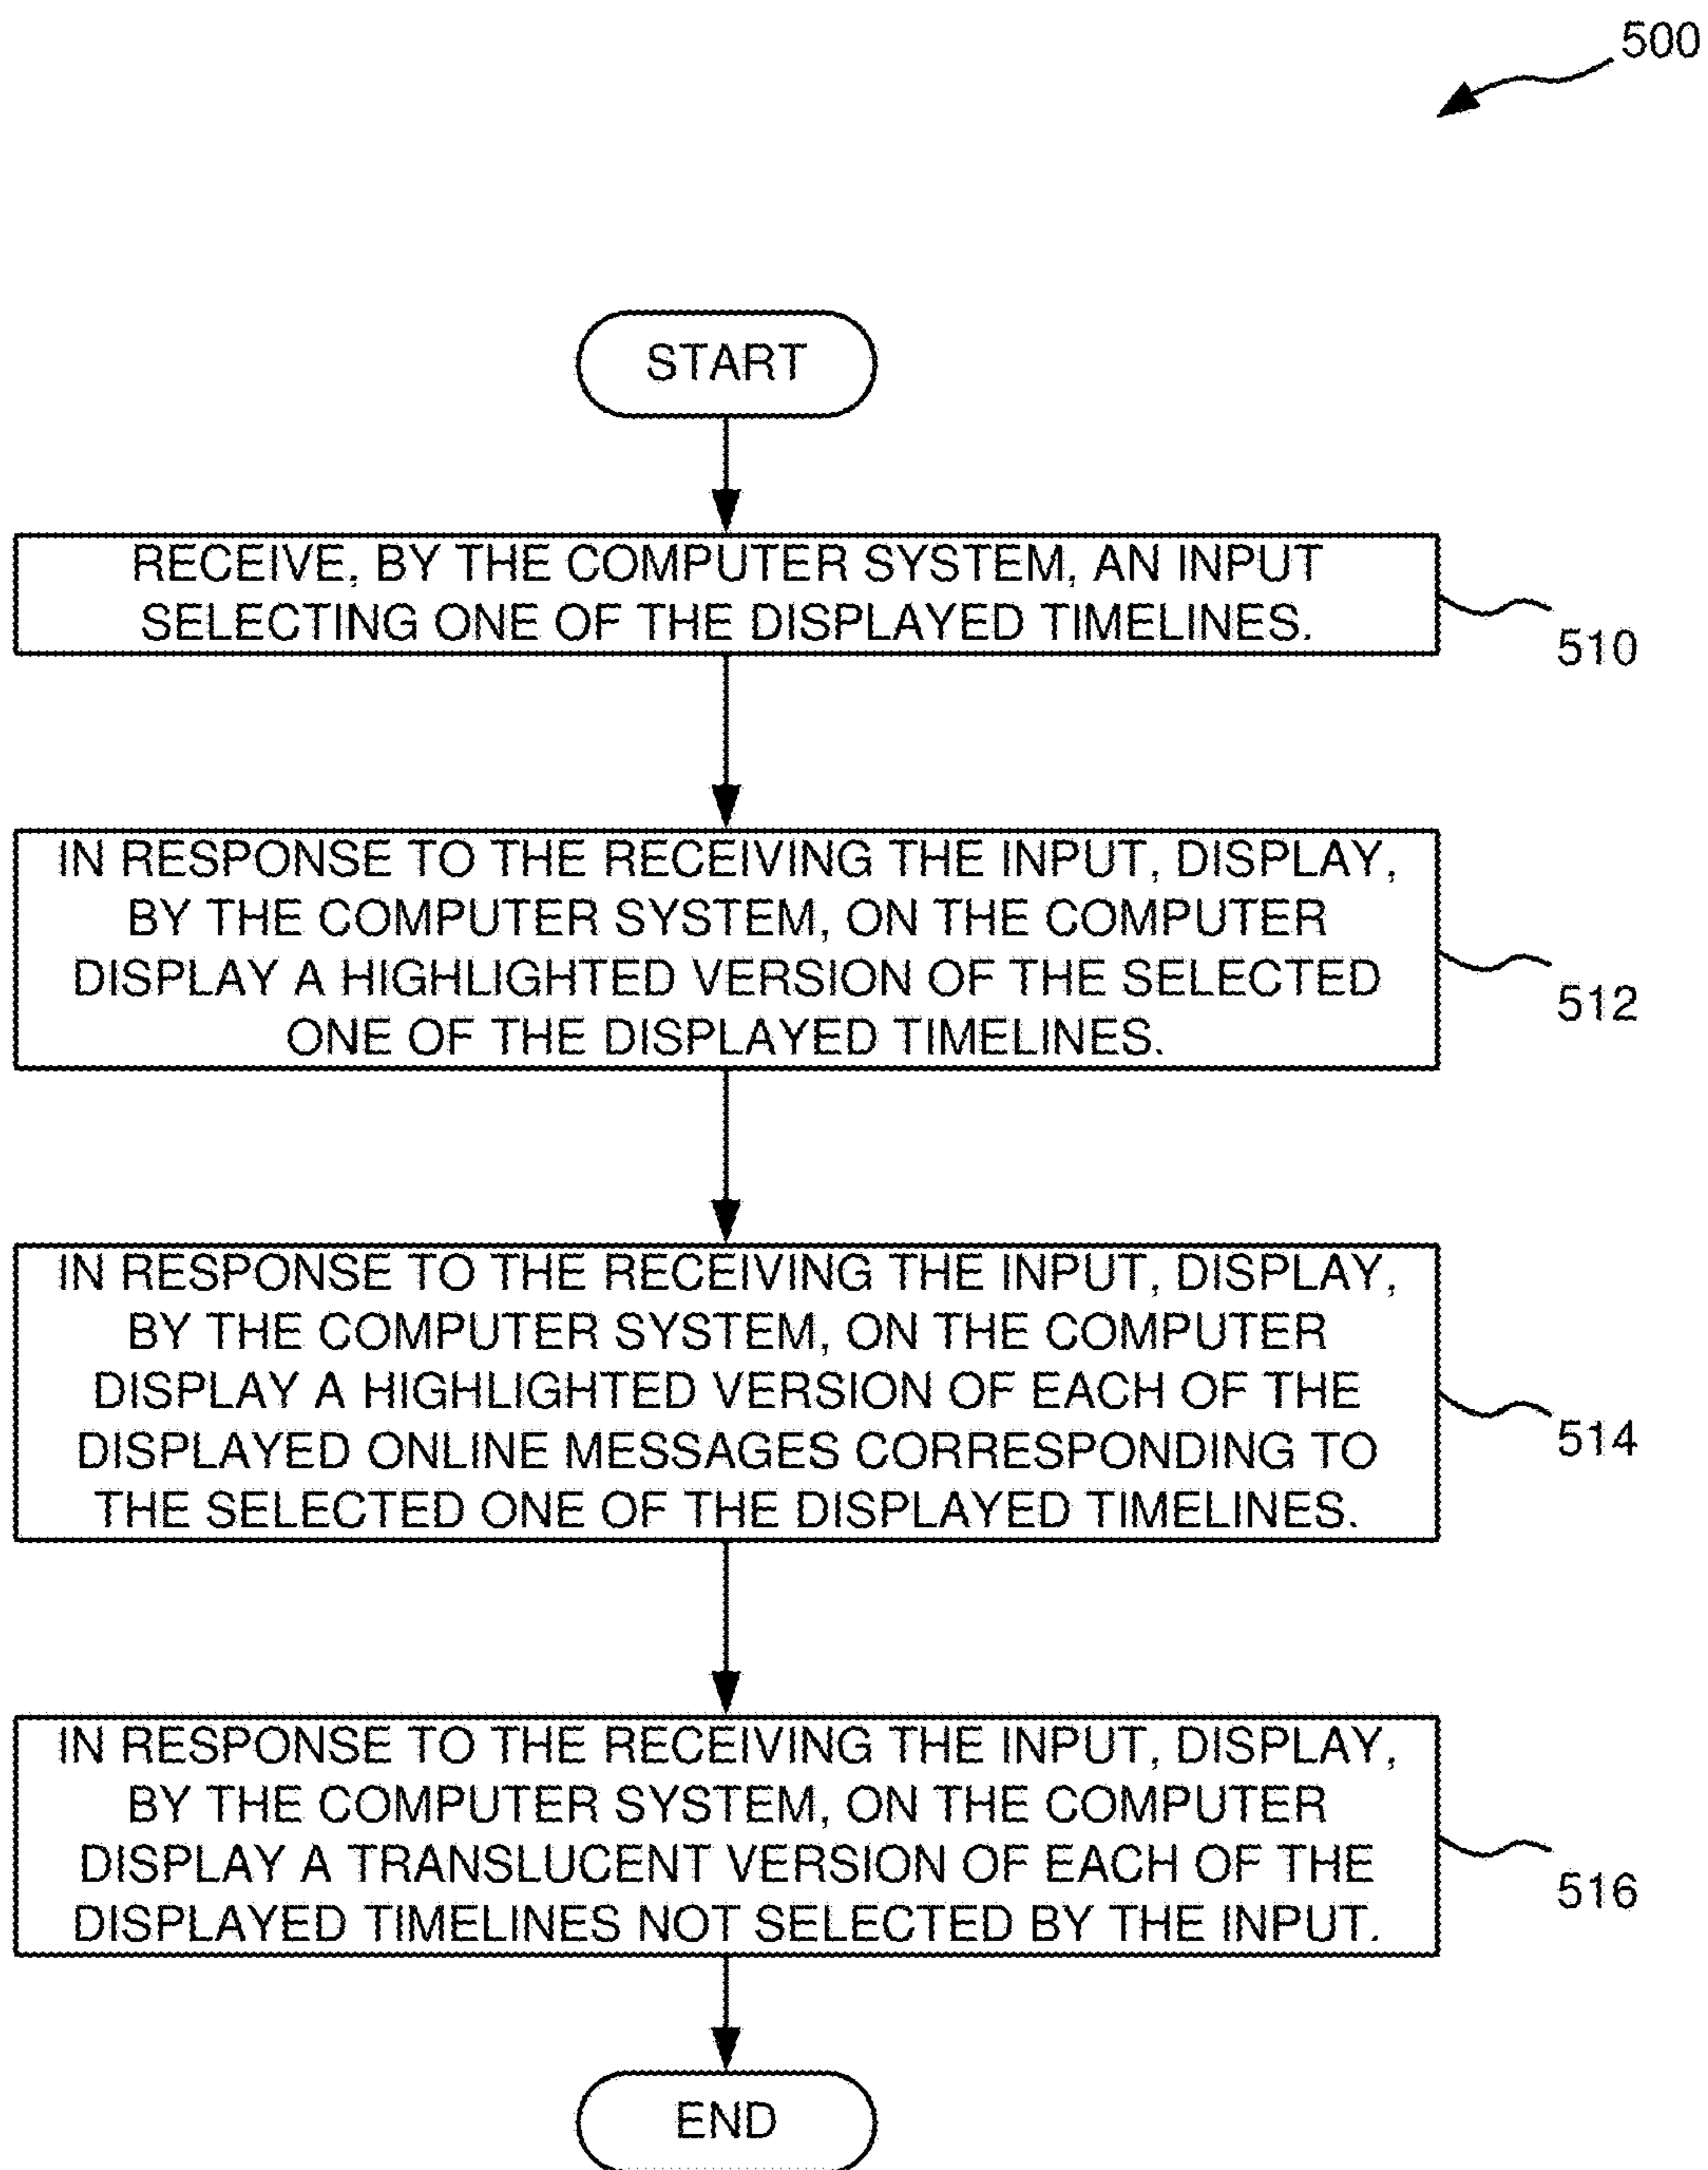 500
START
RECEIVE, BY THE COMPUTER SYSTEM, AN INPUT
SELECTING ONE OF THE DISPLAYED TIMELINES.
510
IN RESPONSE TO THE RECEIVING THE INPUT, DISPLAY,
BY THE COMPUTER SYSTEM, ON THE COMPUTER
DISPLAY A HIGHLIGHTED VERSION OF THE SELECTED
ONE OF THE DISPLAYED TIMELINES.
512
IN RESPONSE TO THE RECEIVING THE INPUT, DISPLAY,
BY THE COMPUTER SYSTEM, ON THE COMPUTER
DISPLAY A HIGHLIGHTED VERSION OF EACH OF THE
DISPLAYED ONLINE MESSAGES CORRESPONDING TO
THE SELECTED ONE OF THE DISPLAYED TIMELINES.
514
IN RESPONSE TO THE RECEIVING THE INPUT, DISPLAY,
BY THE COMPUTER SYSTEM, ON THE COMPUTER
DISPLAY A TRANSLUCENT VERSION OF EACH OF THE
DISPLAYED TIMELINES NOT SELECTED BY THE INPUT.
516
END